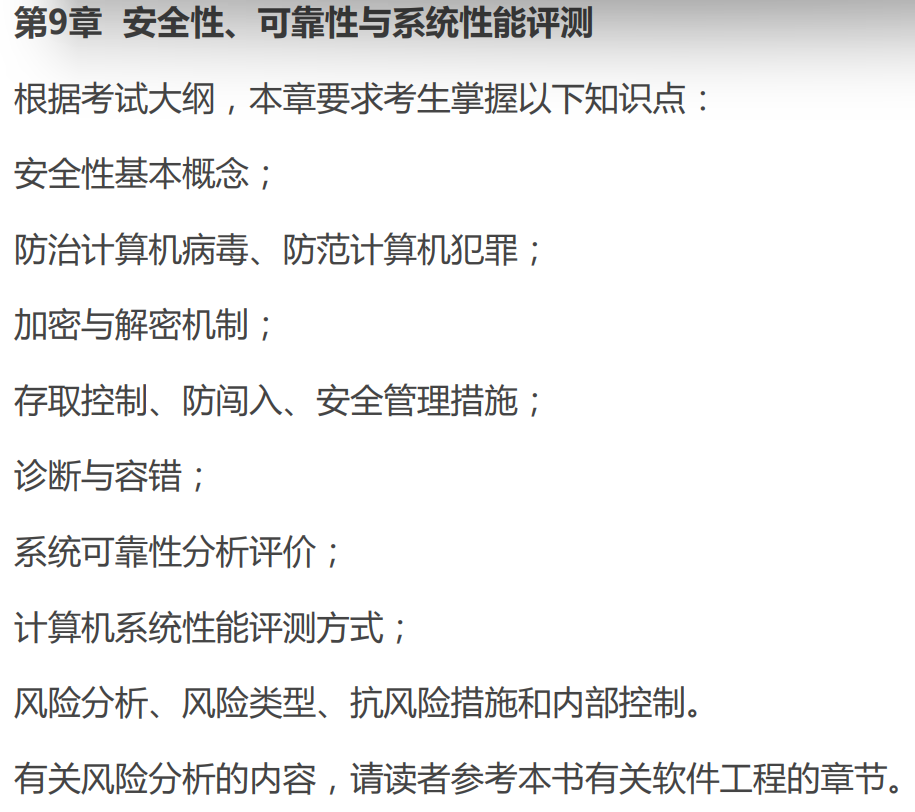 第9章 安全性、可靠性与系统性能评测
根据考试大纲，本章要求考生掌握以下知识点：
安全性基本概念；
防治计算机病毒、防范计算机犯罪；
加密与解密机制；
存取控制、防闯入、安全管理措施；
诊断与容错；
系统可靠性分析评价；
计算机系统性能评测方式；
风险分析、风险类型、抗风险措施和内部控制。
有关风险分析的内容，请读者参考本书有关软件工程的章节。